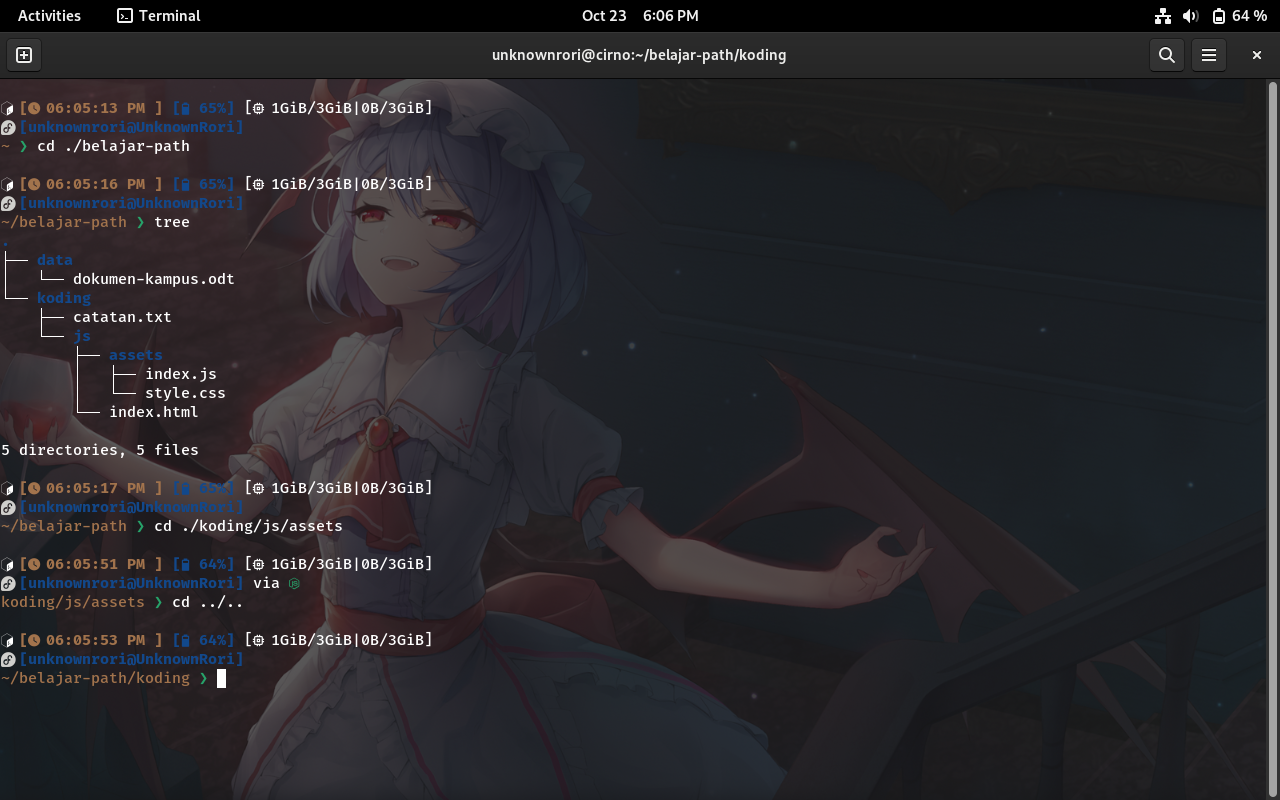 Activities Terminal Oct 23 6:06 PM 64 %
unknownrori@cirno:~/belajar-path/koding
[ 06:05:13 PM ] [ 65%] [ 1GiB/3GiB|0B/3GiB]
[unknownrori@UnknownRori]
~ ❯ cd ./belajar-path
[ 06:05:16 PM ] [ 65%] [ 1GiB/3GiB|0B/3GiB]
[unknownrori@UnknownRori]
~/belajar-path ❯ tree
.
├── data
│   └── dokumen-kampus.odt
└── koding
    ├── catatan.txt
    └── js
        ├── assets
        │   ├── index.js
        │   └── style.css
        └── index.html
5 directories, 5 files
[ 06:05:17 PM ] [ 65%] [ 1GiB/3GiB|0B/3GiB]
[unknownrori@UnknownRori]
~/belajar-path ❯ cd ./koding/js/assets
[ 06:05:51 PM ] [ 64%] [ 1GiB/3GiB|0B/3GiB]
[unknownrori@UnknownRori] via
koding/js/assets ❯ cd ../..
[ 06:05:53 PM ] [ 64%] [ 1GiB/3GiB|0B/3GiB]
[unknownrori@UnknownRori]
~/belajar-path/koding ❯